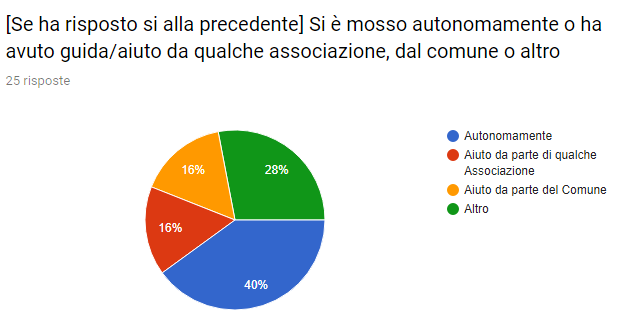 [Se ha risposto si alla precedente] Si è mosso autonomamente o ha
avuto guida/aiuto da qualche associazione, dal comune o altro
25 risposte
16%
28%
16%
40%
Autonomamente
Aiuto da parte di qualche
Associazione
Aiuto da parte del Comune
Altro